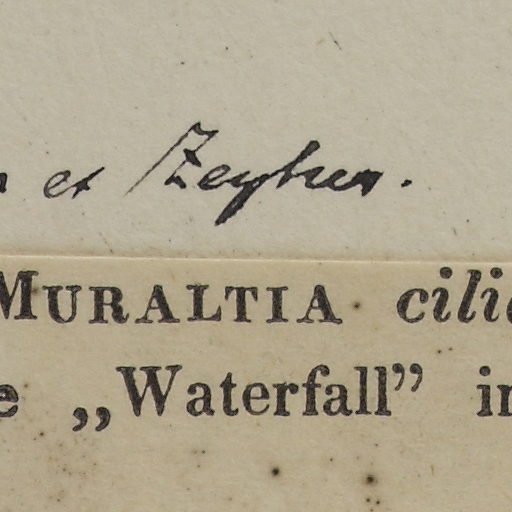 et Zeyher.
MURALTIA cili
e „Waterfall” in